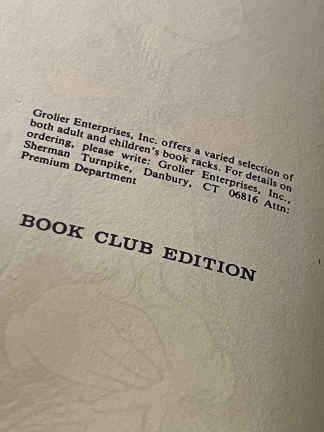 Grolier Enterprises, Inc. offers a varied selection of
both adult and children's book racks. For details on
ordering, please write: Grolier Enterprises, Inc.,
Sherman Turnpike, Danbury, CT 06816 Attn:
Premium Department
BOOK CLUB EDITION